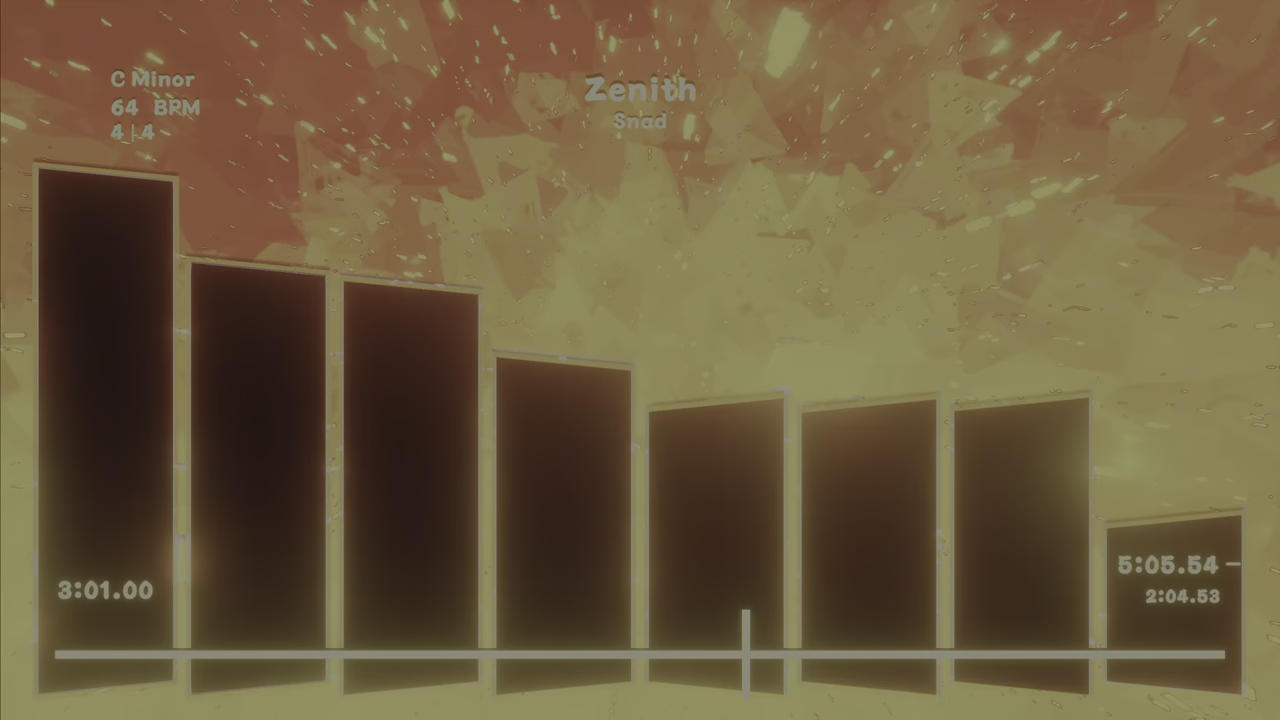 C Minor
64 BPM
4 | 4
Zenith
Snad
3:01.00
5:05.54 –
2:04.53